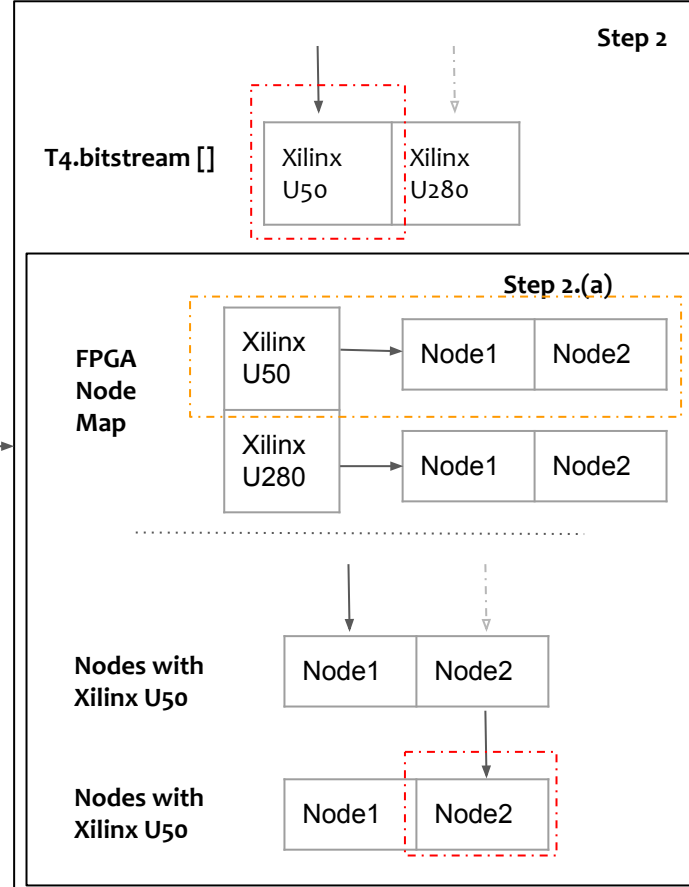 Step 2
T4.bitstream []
Xilinx
U50
Xilinx
U280
Step 2.(a)
FPGA
Node
Map
Xilinx
U50
Node1
Node2
Xilinx
U280
Node1
Node2
Nodes with
Xilinx U50
Node1
Node2
Nodes with
Xilinx U50
Node1
Node2